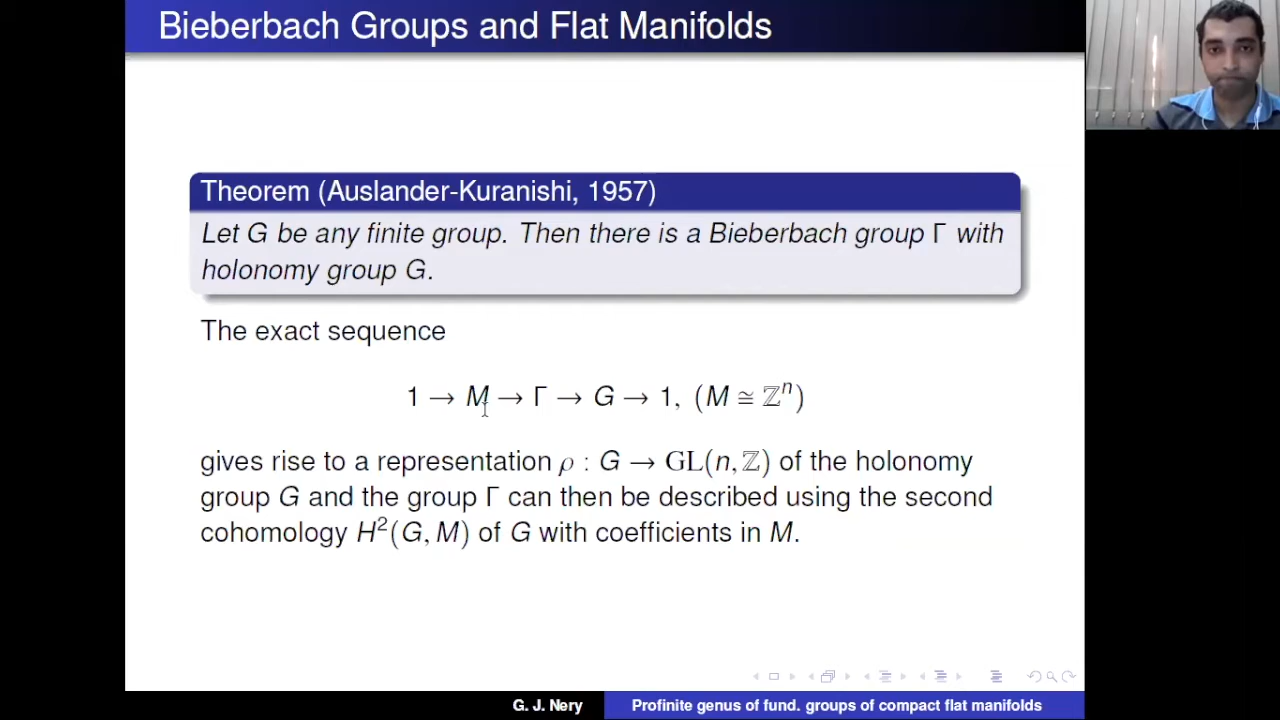 Bieberbach Groups and Flat Manifolds
Theorem (Auslander-Kuranishi, 1957)
Let G be any finite group. Then there is a Bieberbach group Γ with
holonomy group G.
The exact sequence
1 → M → Γ → G → 1, (M ≅ ℤⁿ)
gives rise to a representation ρ : G → GL(n, ℤ) of the holonomy
group G and the group Γ can then be described using the second
cohomology H²(G, M) of G with coefficients in M.
G. J. Nery Profinite genus of fund. groups of compact flat manifolds